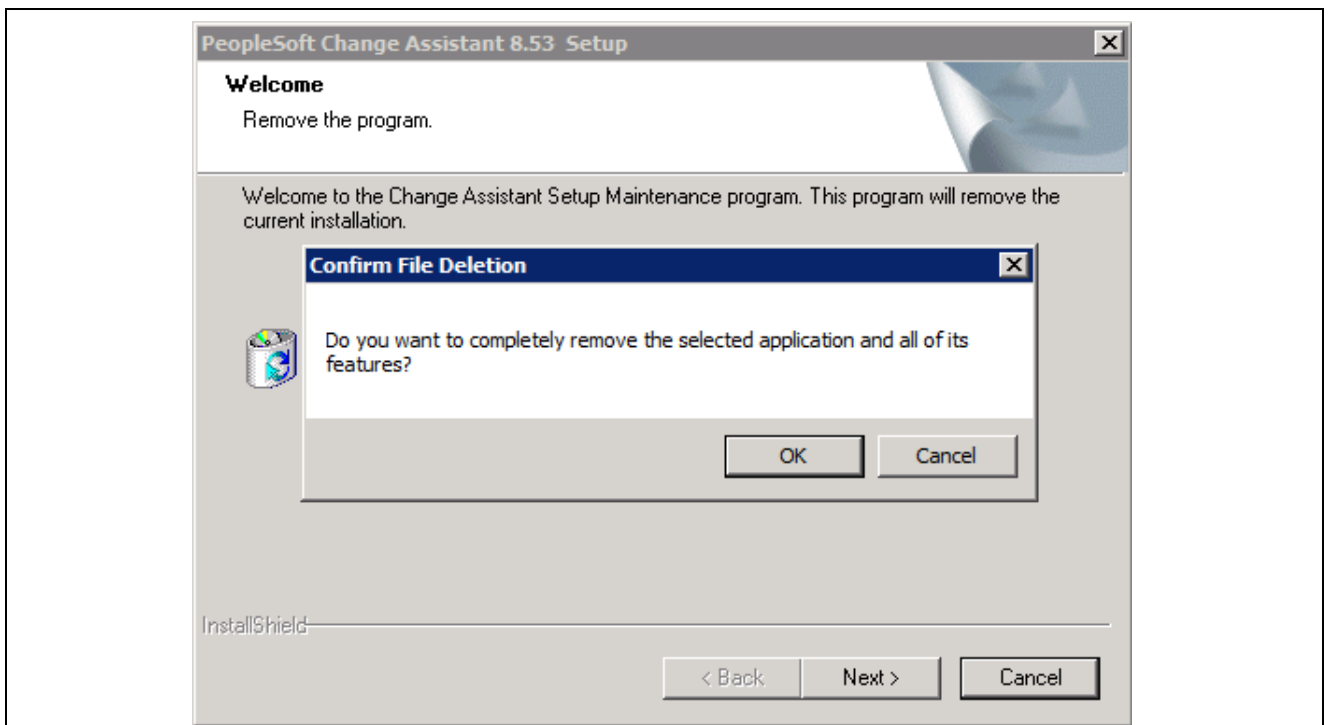 PeopleSoft Change Assistant 8.53 Setup
Welcome
Remove the program.
Welcome to the Change Assistant Setup Maintenance program. This program will remove the
current installation.
Confirm File Deletion
Do you want to completely remove the selected application and all of its
features?
OK Cancel
InstallShield
< Back Next > Cancel